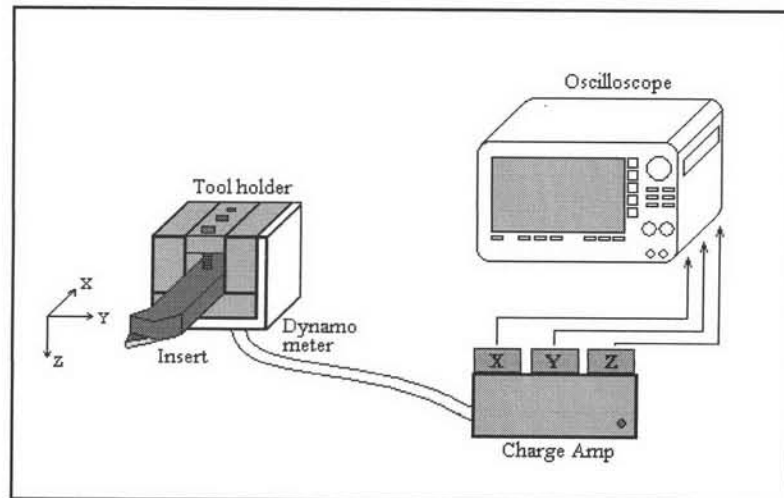 Oscilloscope
Tool holder
X
Y
Z
Insert
Dynamo
meter
X Y Z
Charge Amp